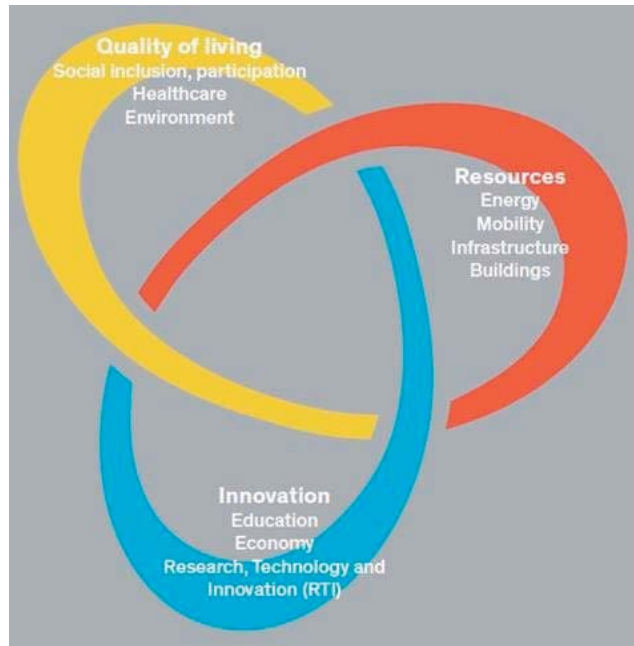 Quality of living
Social inclusion, participation
Healthcare
Environment
Resources
Energy
Mobility
Infrastructure
Buildings
Innovation
Education
Economy
Research, Technology and
Innovation (RTI)